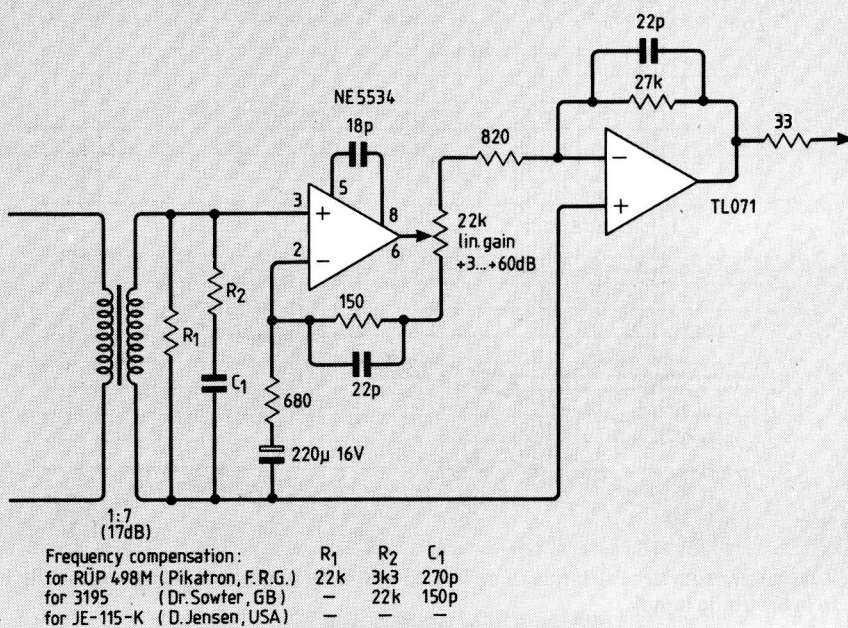 22p
27k
NE5534
18p
820
33
5
3
+
8
−
+
TL071
22k
lin. gain
+3...+60dB
6
2
−
150
R2
R1
22p
C1
680
220µ 16V
1:7
(17dB)
Frequency compensation: R1 R2 C1
for RÜP 498M (Pikatron, F.R.G.) 22k 3k3 270p
for 3195 (Dr. Sowter, GB) — 22k 150p
for JE-115-K (D. Jensen, USA) — — —